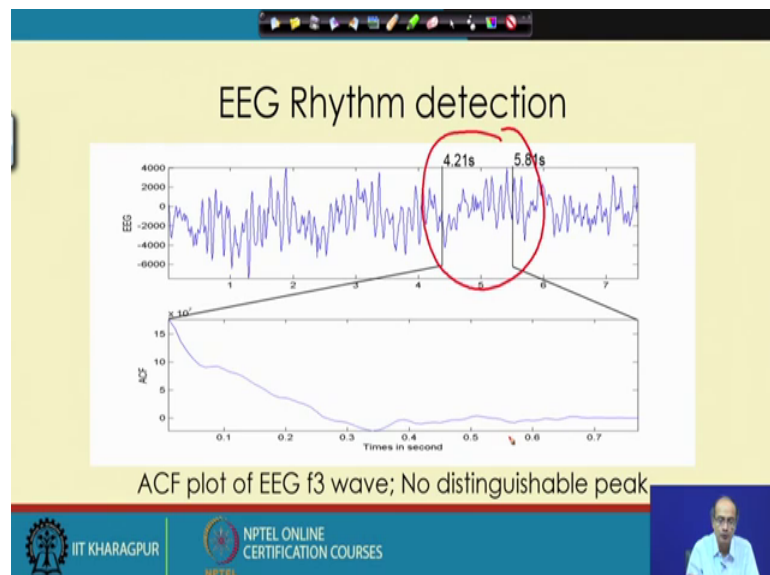 EEG Rhythm detection
4.21s 5.81s
4000
2000
0
-2000
-4000
-6000
EEG
1 2 3 4 5 6 7
15
10
5
0
ACF
0.1 0.2 0.3 0.4 0.5 0.6 0.7
Times in second
ACF plot of EEG f3 wave; No distinguishable peak
IIT KHARAGPUR
NPTEL ONLINE
CERTIFICATION COURSES
NPTEL